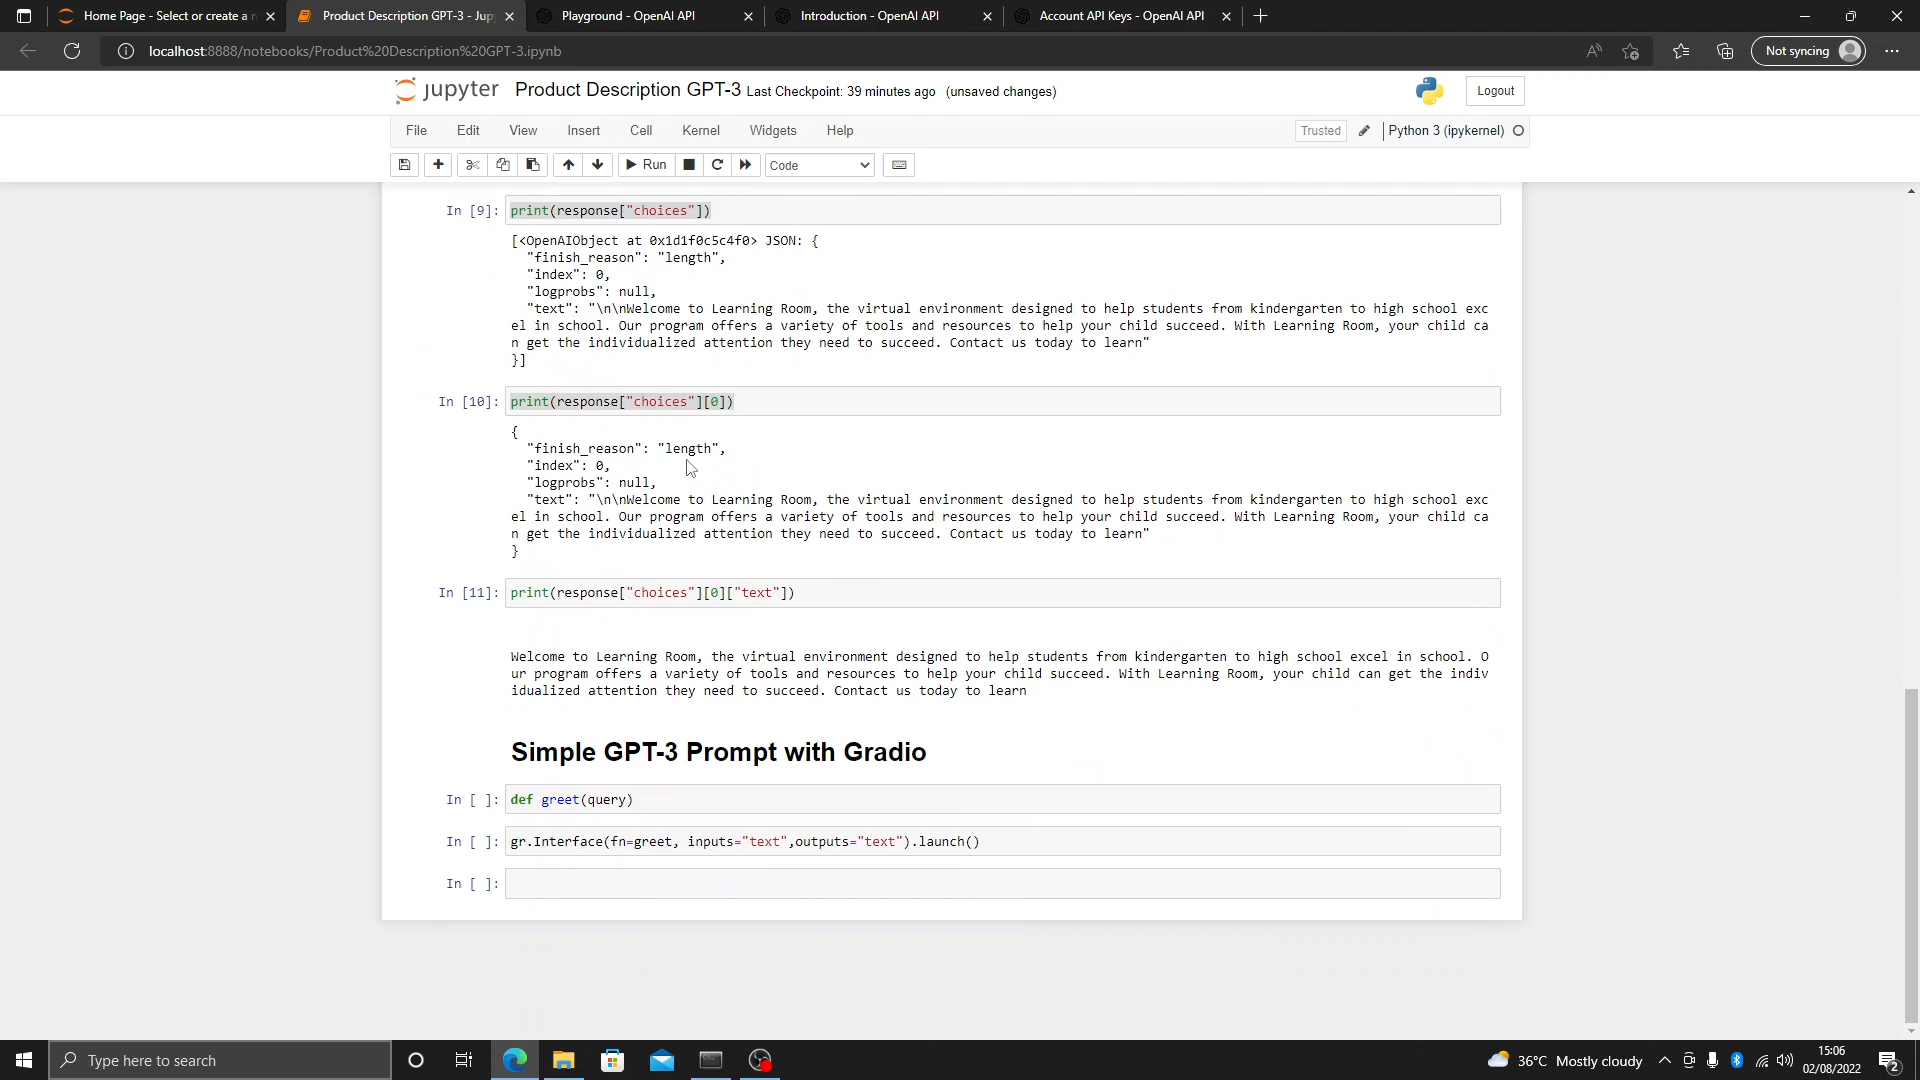 Home Page - Select or create a n
Product Description GPT-3 - Jup
Playground - OpenAI API
Introduction - OpenAI API
Account API Keys - OpenAI API
localhost:8888/notebooks/Product%20Description%20GPT-3.ipynb
Not syncing
jupyter Product Description GPT-3 Last Checkpoint: 39 minutes ago (unsaved changes)
Logout
File Edit View Insert Cell Kernel Widgets Help
Trusted
Python 3 (ipykernel)
Run
Code
In [9]: print(response["choices"])
[<OpenAIObject at 0x1d1f0c5c4f0> JSON: {
"finish_reason": "length",
"index": 0,
"logprobs": null,
"text": "\n\nWelcome to Learning Room, the virtual environment designed to help students from kindergarten to high school exc
el in school. Our program offers a variety of tools and resources to help your child succeed. With Learning Room, your child ca
n get the individualized attention they need to succeed. Contact us today to learn"
}]
In [10]: print(response["choices"][0])
{
"finish_reason": "length",
"index": 0,
"logprobs": null,
"text": "\n\nWelcome to Learning Room, the virtual environment designed to help students from kindergarten to high school exc
el in school. Our program offers a variety of tools and resources to help your child succeed. With Learning Room, your child ca
n get the individualized attention they need to succeed. Contact us today to learn"
}
In [11]: print(response["choices"][0]["text"])
Welcome to Learning Room, the virtual environment designed to help students from kindergarten to high school excel in school. O
ur program offers a variety of tools and resources to help your child succeed. With Learning Room, your child can get the indiv
idualized attention they need to succeed. Contact us today to learn
Simple GPT-3 Prompt with Gradio
In [ ]: def greet(query)
In [ ]: gr.Interface(fn=greet, inputs="text",outputs="text").launch()
In [ ]:
Type here to search
36°C Mostly cloudy
15:06
02/08/2022
2